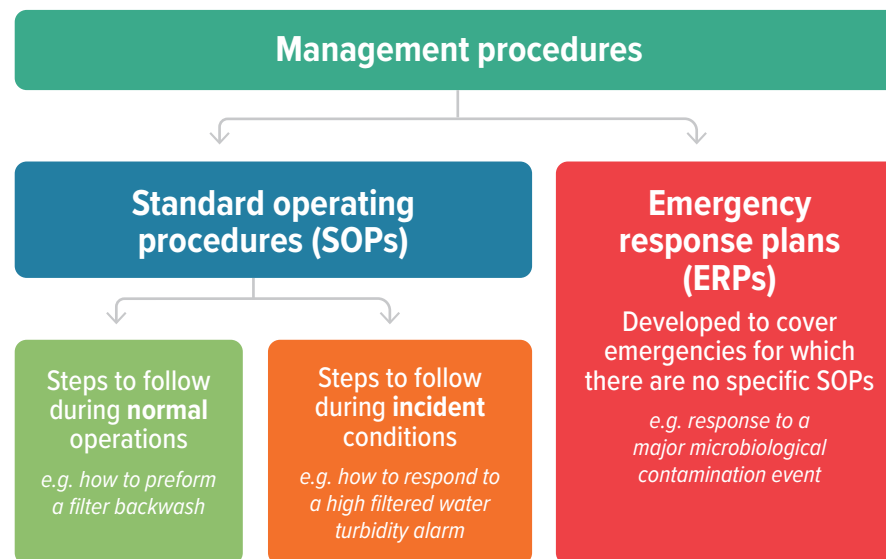 Management procedures
Standard operating
procedures (SOPs)
Emergency
response plans
(ERPs)
Developed to cover
emergencies for which
there are no specific SOPs
e.g. response to a
major microbiological
contamination event
Steps to follow
during normal
operations
e.g. how to preform
a filter backwash
Steps to follow
during incident
conditions
e.g. how to respond to
a high filtered water
turbidity alarm